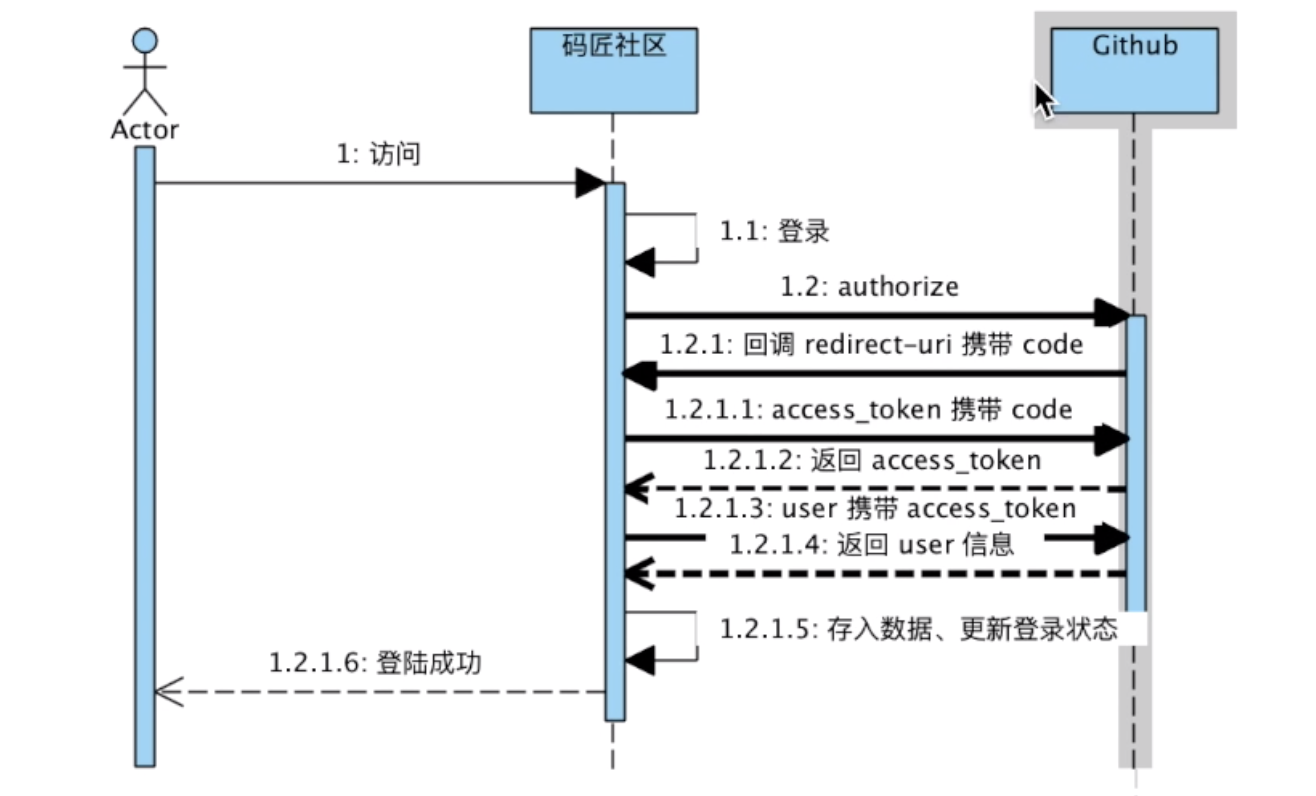 码匠社区
Github
Actor
1: 访问
1.1: 登录
1.2: authorize
1.2.1: 回调 redirect-uri 携带 code
1.2.1.1: access_token 携带 code
1.2.1.2: 返回 access_token
1.2.1.3: user 携带 access_token
1.2.1.4: 返回 user 信息
1.2.1.5: 存入数据、更新登录状态
1.2.1.6: 登陆成功